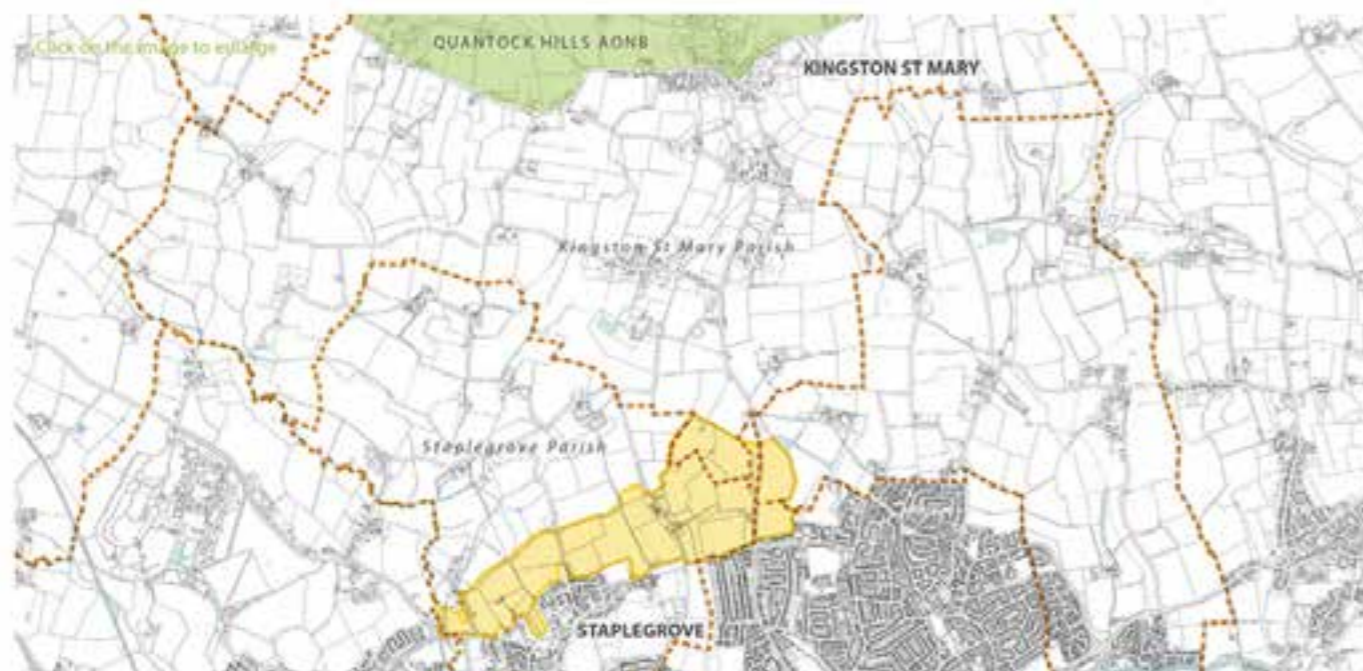 Click on the image to enlarge
QUANTOCK HILLS AONB
KINGSTON ST MARY
Kingston St Mary Parish
Staplegrove Parish
STAPLEGROVE